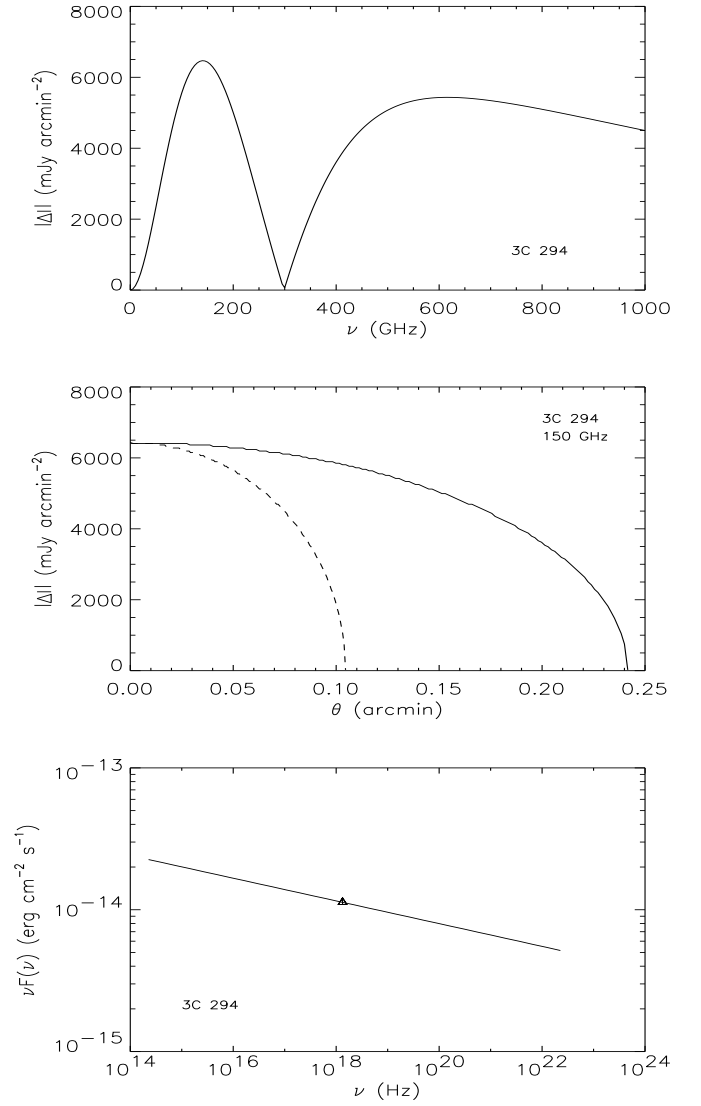 8000
6000
4000
2000
0
|ΔI| (mJy arcmin−2)
3C 294
0 200 400 600 800 1000
ν (GHz)
8000
6000
4000
2000
0
|ΔI| (mJy arcmin−2)
3C 294
150 GHz
0.00 0.05 0.10 0.15 0.20 0.25
θ (arcmin)
10−13
10−14
10−15
νF(ν) (erg cm−2 s−1)
3C 294
10^14 10^16 10^18 10^20 10^22 10^24
ν (Hz)